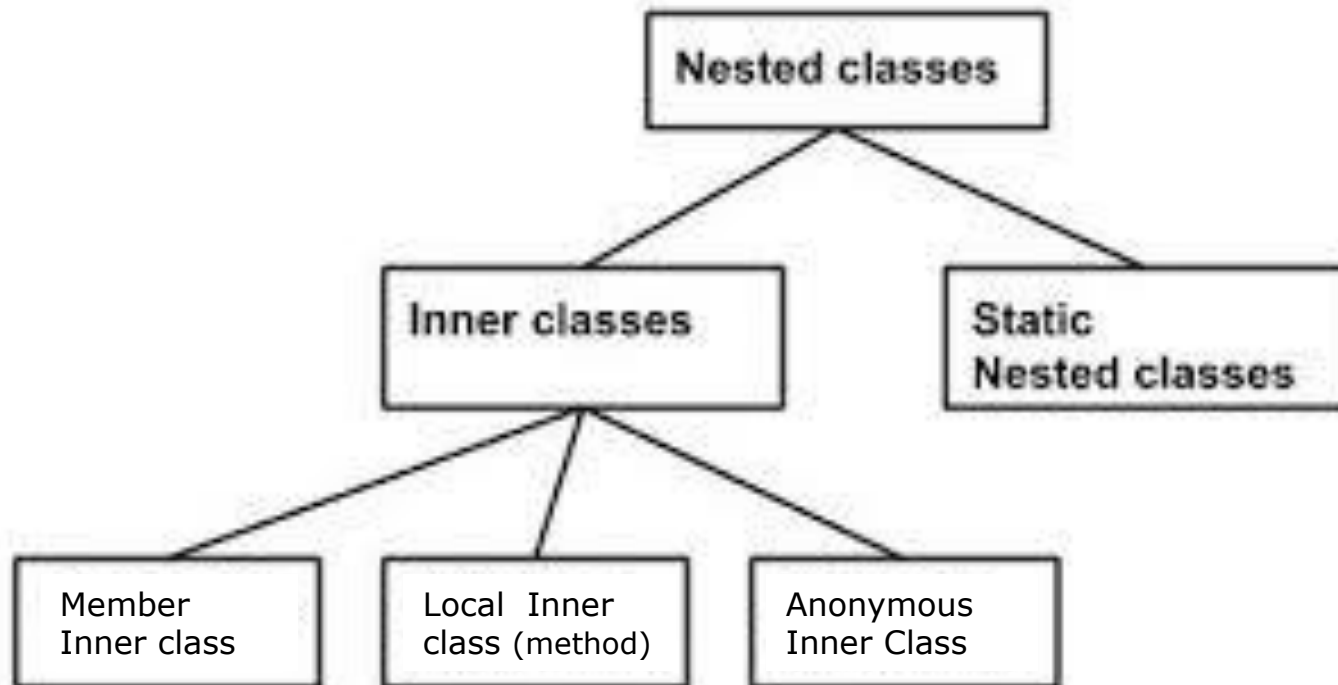 Nested classes
Inner classes
Static
Nested classes
Member
Inner class
Local Inner
class (method)
Anonymous
Inner Class